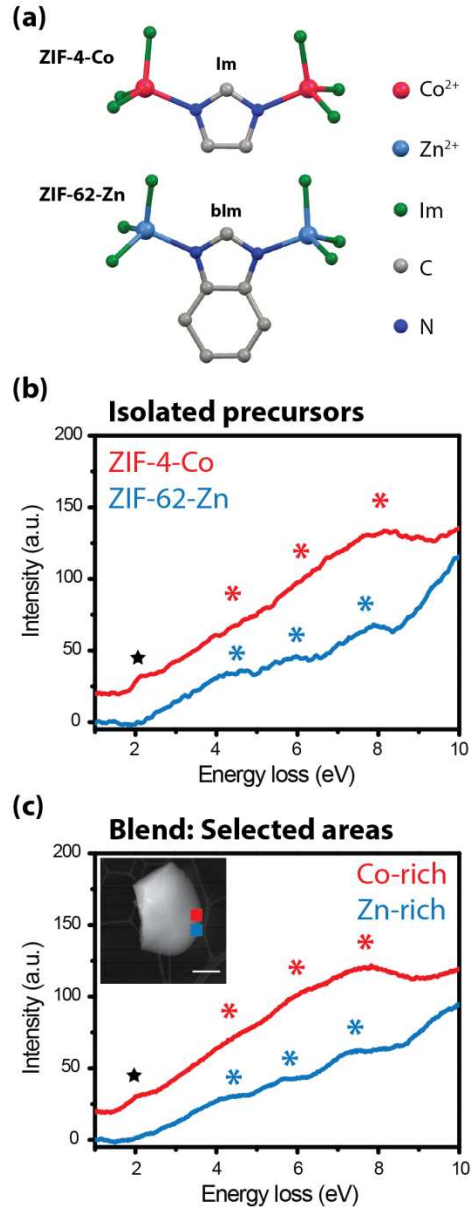 (a)
ZIF-4-Co
Im
Co2+
Zn2+
ZIF-62-Zn
bIm
Im
C
N
(b)
Isolated precursors
200
ZIF-4-Co
ZIF-62-Zn
150
100
50
0
Intensity (a.u.)
2 4 6 8 10
Energy loss (eV)
(c)
Blend: Selected areas
200
Co-rich
Zn-rich
150
100
50
0
Intensity (a.u.)
2 4 6 8 10
Energy loss (eV)